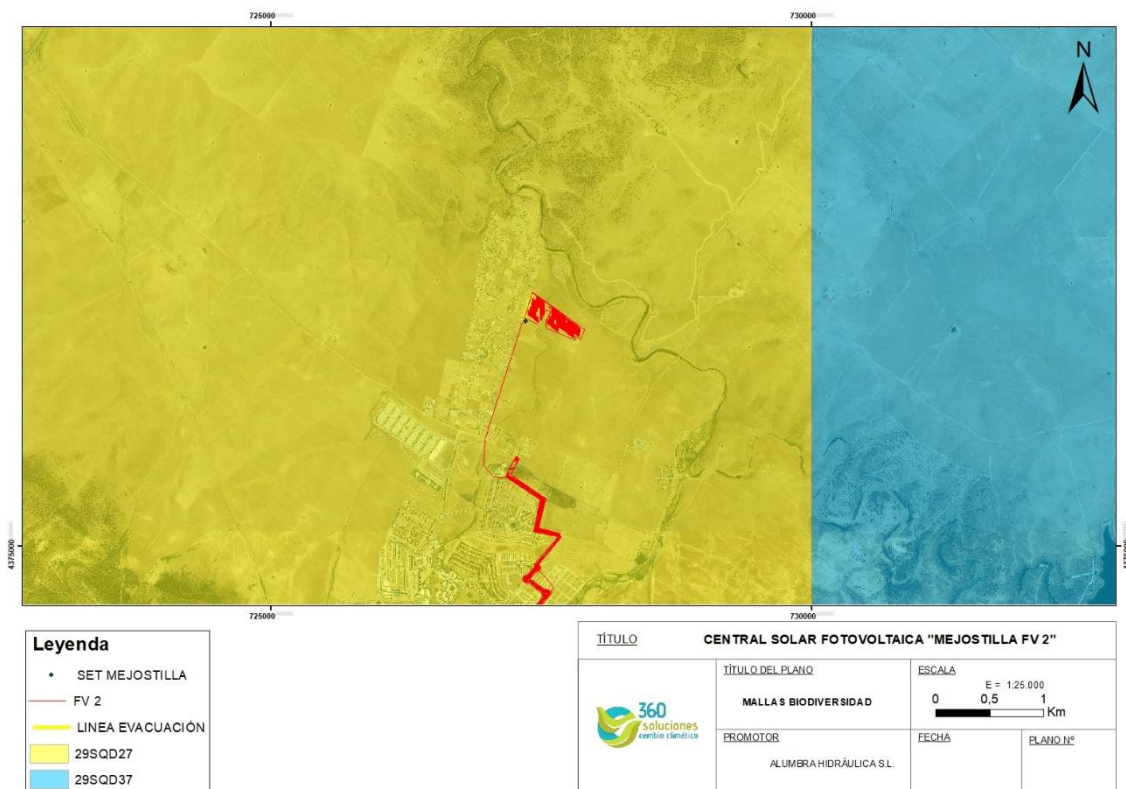 725000
730000
N
4375000
4375000
725000
730000
Leyenda
SET MEJOSTILLA
FV 2
LINEA EVACUACIÓN
29SQD27
29SQD37
TÍTULO
CENTRAL SOLAR FOTOVOLTAICA "MEJOSTILLA FV 2"
360
soluciones
cambio climático
TÍTULO DEL PLANO
MALLAS BIODIVERSIDAD
ESCALA
E = 1:25.000
0 0,5 1
Km
PROMOTOR
ALUMBRA HIDRÁULICA S.L.
FECHA
PLANO Nº